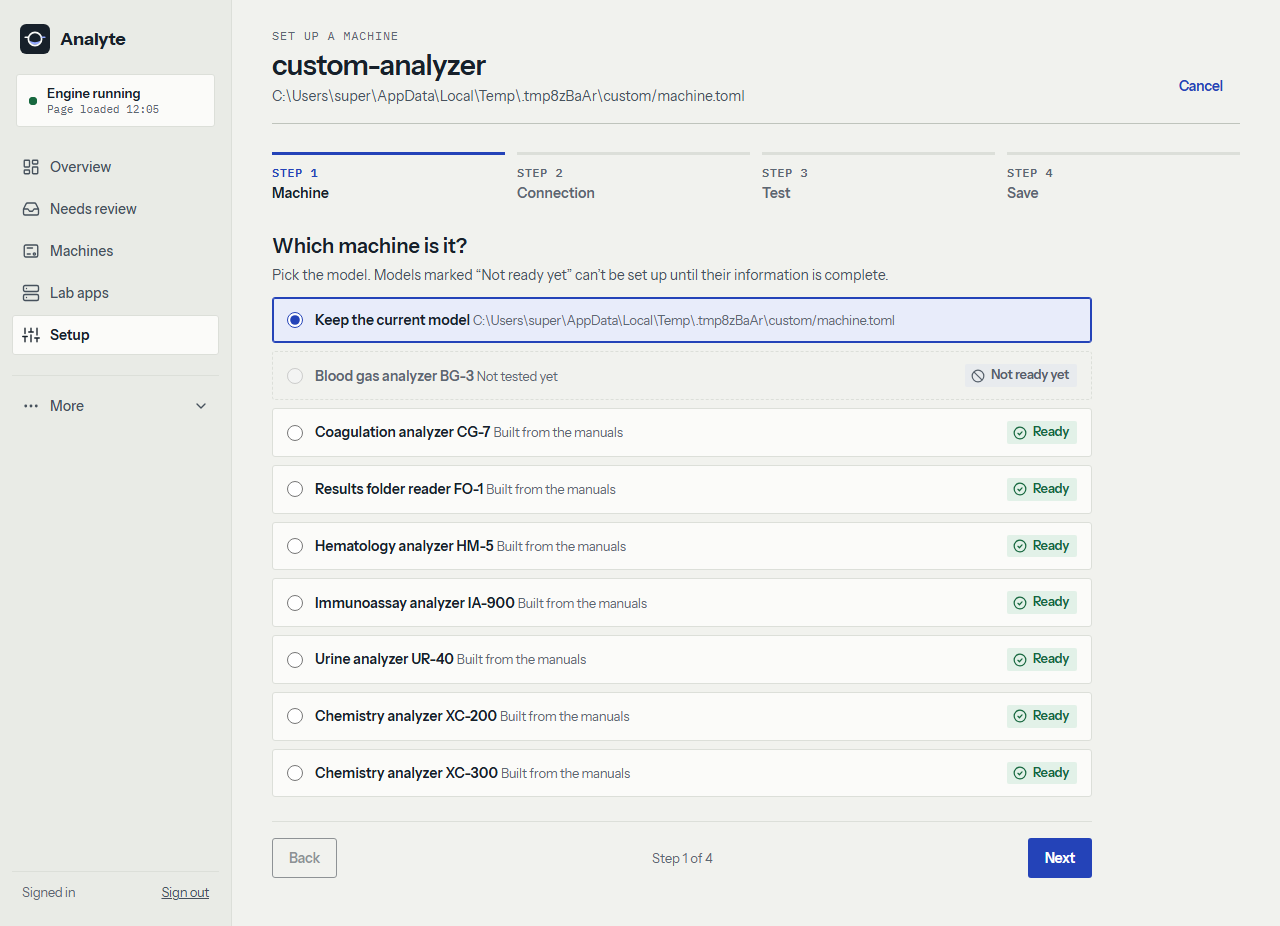 Analyte
Engine running
Page loaded 12:05
Overview
Needs review
Machines
Lab apps
Setup
More
Signed in
Sign out
SET UP A MACHINE
custom-analyzer
C:\Users\super\AppData\Local\Temp\.tmp8zBaAr\custom/machine.toml
Cancel
STEP 1
Machine
STEP 2
Connection
STEP 3
Test
STEP 4
Save
Which machine is it?
Pick the model. Models marked “Not ready yet” can’t be set up until their information is complete.
Keep the current model C:\Users\super\AppData\Local\Temp\.tmp8zBaAr\custom/machine.toml
Blood gas analyzer BG-3 Not tested yet Not ready yet
Coagulation analyzer CG-7 Built from the manuals Ready
Results folder reader FO-1 Built from the manuals Ready
Hematology analyzer HM-5 Built from the manuals Ready
Immunoassay analyzer IA-900 Built from the manuals Ready
Urine analyzer UR-40 Built from the manuals Ready
Chemistry analyzer XC-200 Built from the manuals Ready
Chemistry analyzer XC-300 Built from the manuals Ready
Back
Step 1 of 4
Next